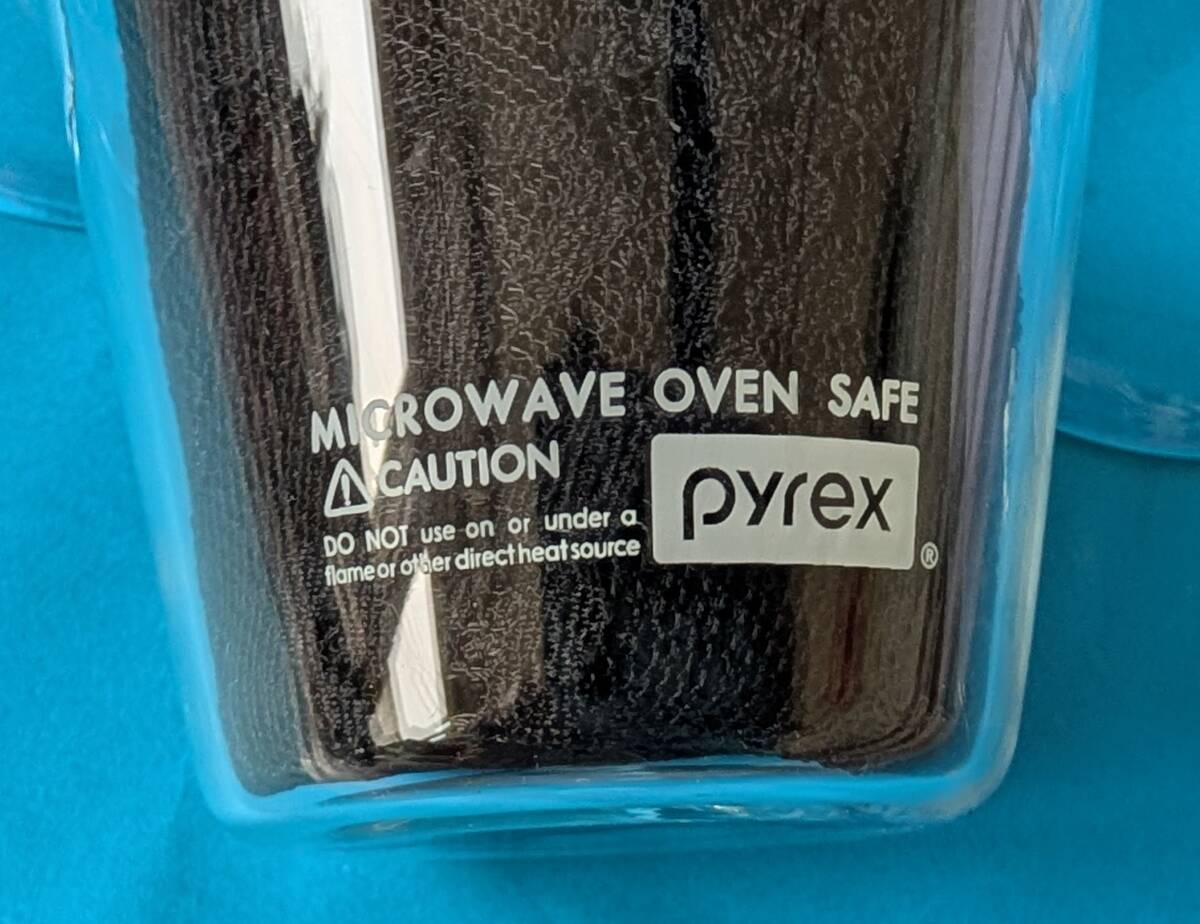 MICROWAVE OVEN SAFE
⚠ CAUTION
DO NOT use on or under a
flame or other direct heat source
pyrex
®